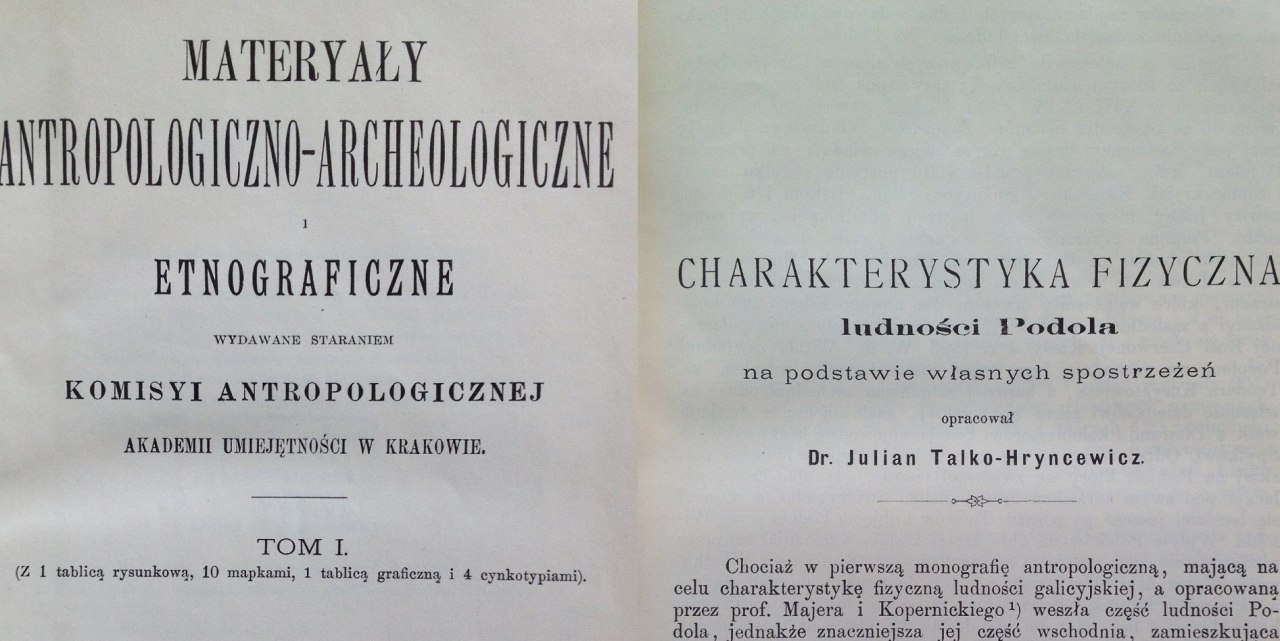 MATERYAŁY
ANTROPOLOGICZNO-ARCHEOLOGICZNE
I
ETNOGRAFICZNE
WYDAWANE STARANIEM
KOMISYI ANTROPOLOGICZNEJ
AKADEMII UMIEJĘTNOŚCI W KRAKOWIE.
TOM I.
(Z 1 tablicą rysunkową, 10 mapkami, 1 tablicą graficzną i 4 cynkotypiami).
CHARAKTERYSTYKA FIZYCZNA
ludności Podola
na podstawie własnych spostrzeżeń
opracował
Dr. Julian Talko-Hryncewicz.
Chociaż w pierwszą monografię antropologiczną, mającą na
celu charakterystykę fizyczną ludności galicyjskiej, a opracowaną
przez prof. Majera i Kopernickiego ¹) weszła część ludności Po-
dola, jednakże znaczniejsza jej część wschodnia, zamieszkująca